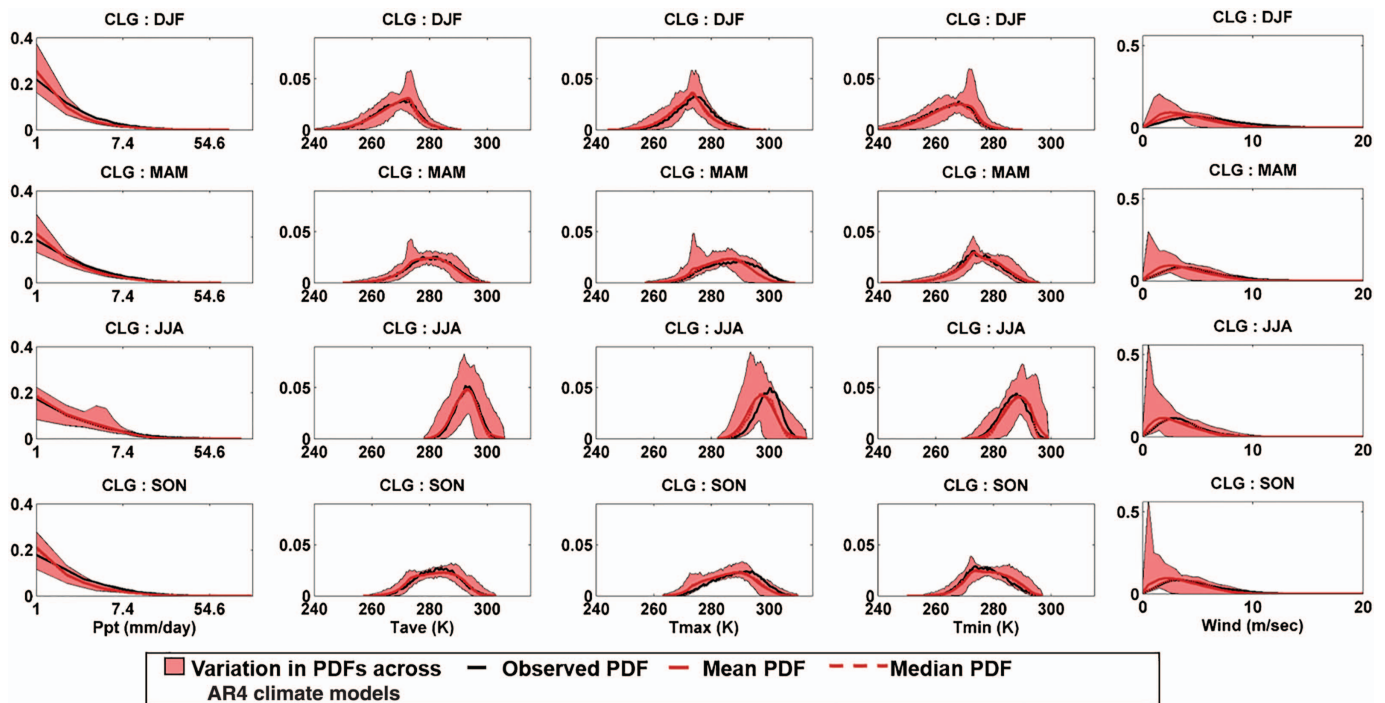 CLG : DJF CLG : DJF CLG : DJF CLG : DJF CLG : DJF
0.4
0.2
0
1 7.4 54.6
0.05
0
240 260 280 300
0.05
0
240 260 280 300
0.05
0
240 260 280 300
0.5
0
0 10 20
CLG : MAM CLG : MAM CLG : MAM CLG : MAM CLG : MAM
0.4
0.2
0
1 7.4 54.6
0.05
0
240 260 280 300
0.05
0
240 260 280 300
0.05
0
240 260 280 300
0.5
0
0 10 20
CLG : JJA CLG : JJA CLG : JJA CLG : JJA CLG : JJA
0.4
0.2
0
1 7.4 54.6
0.05
0
240 260 280 300
0.05
0
240 260 280 300
0.05
0
240 260 280 300
0.5
0
0 10 20
CLG : SON CLG : SON CLG : SON CLG : SON CLG : SON
0.4
0.2
0
1 7.4 54.6
Ppt (mm/day)
0.05
0
240 260 280 300
Tave (K)
0.05
0
240 260 280 300
Tmax (K)
0.05
0
240 260 280 300
Tmin (K)
0.5
0
0 10 20
Wind (m/sec)
Variation in PDFs across Observed PDF Mean PDF Median PDF
AR4 climate models